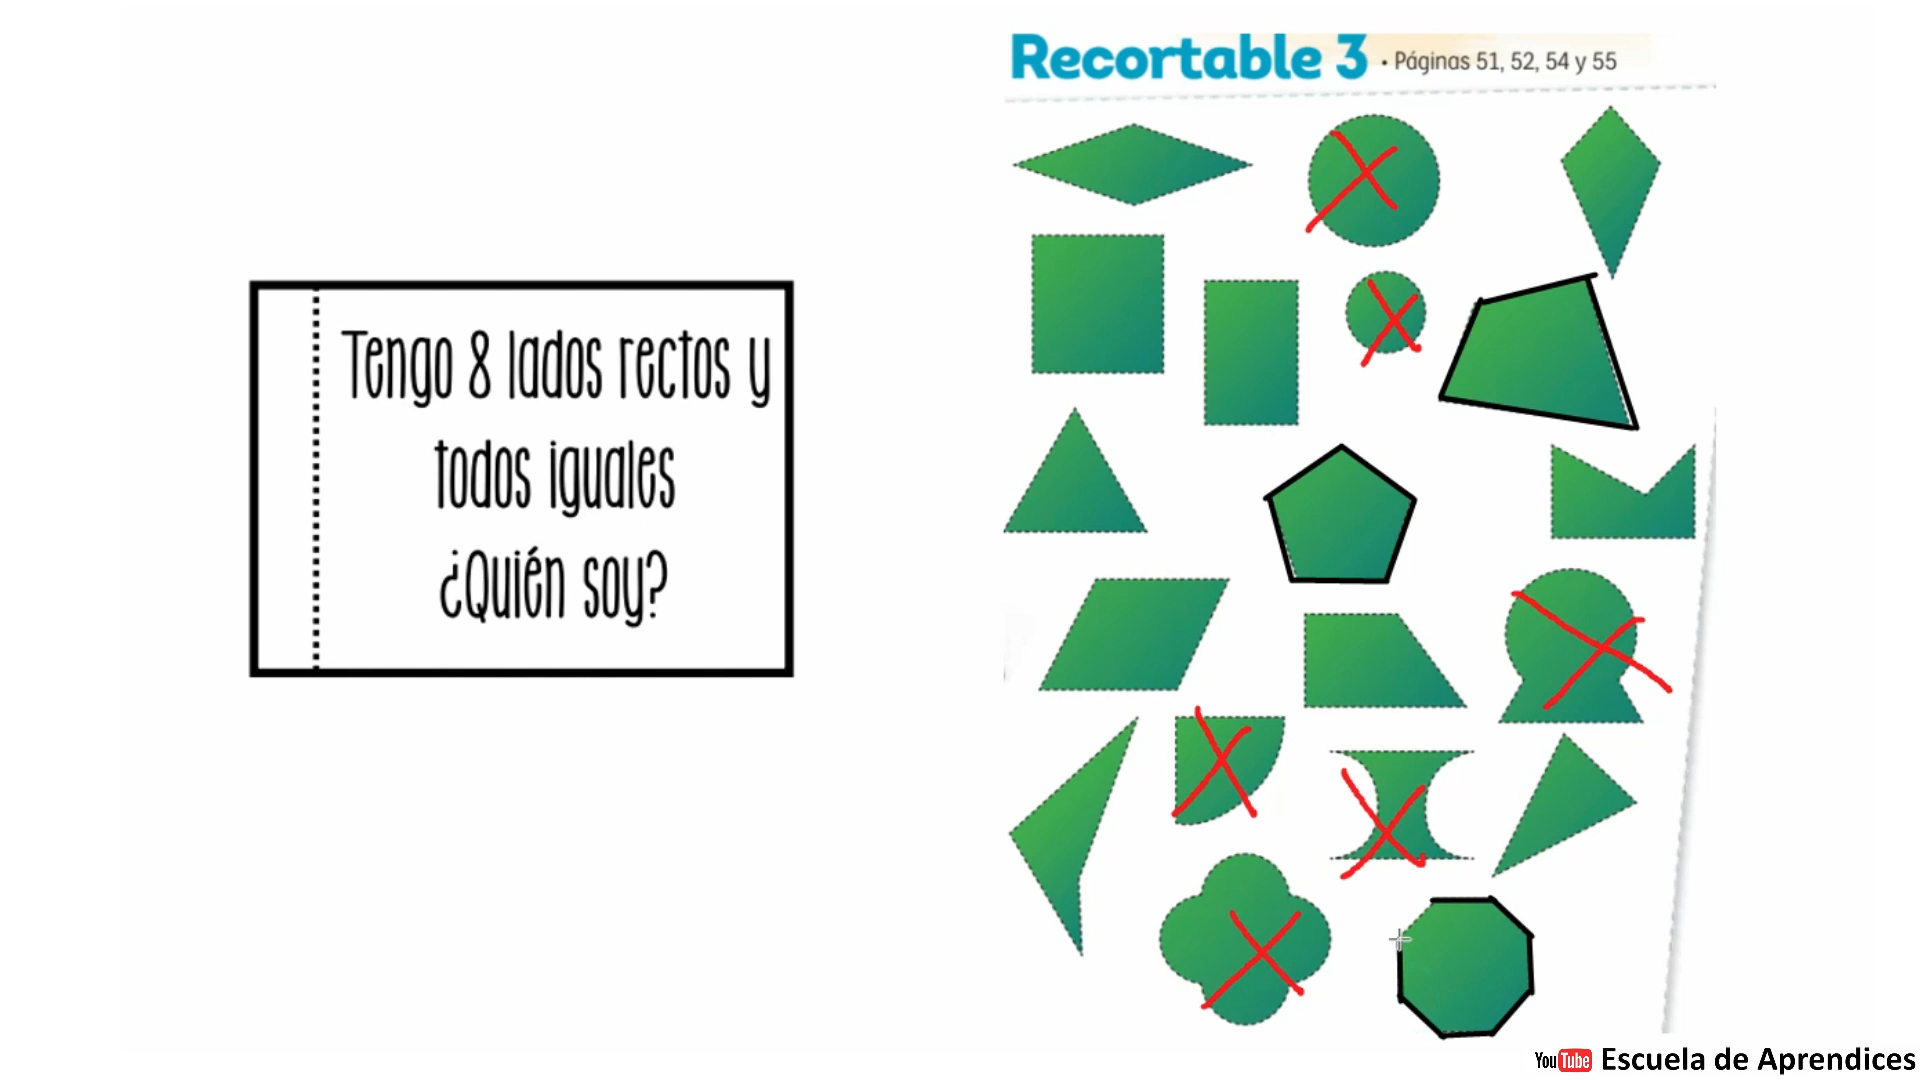 Recortable 3 • Páginas 51, 52, 54 y 55
Tengo 8 lados rectos y
todos iguales
¿Quién soy?
YouTube Escuela de Aprendices